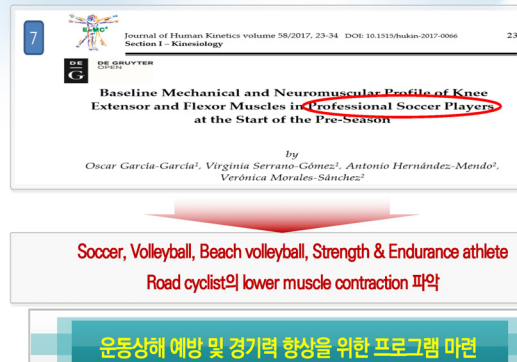 7
Journal of Human Kinetics volume 58/2017, 23-34 DOI: 10.1515/hukin-2017-0066 23
Section I – Kinesiology
DE GRUYTER
OPEN
Baseline Mechanical and Neuromuscular Profile of Knee
Extensor and Flexor Muscles in Professional Soccer Players
at the Start of the Pre-Season
by
Oscar García-García¹, Virginia Serrano-Gómez¹, Antonio Hernández-Mendo²,
Verónica Morales-Sánchez²
Soccer, Volleyball, Beach volleyball, Strength & Endurance athlete
Road cyclist의 lower muscle contraction 파악
운동상해 예방 및 경기력 향상을 위한 프로그램 마련